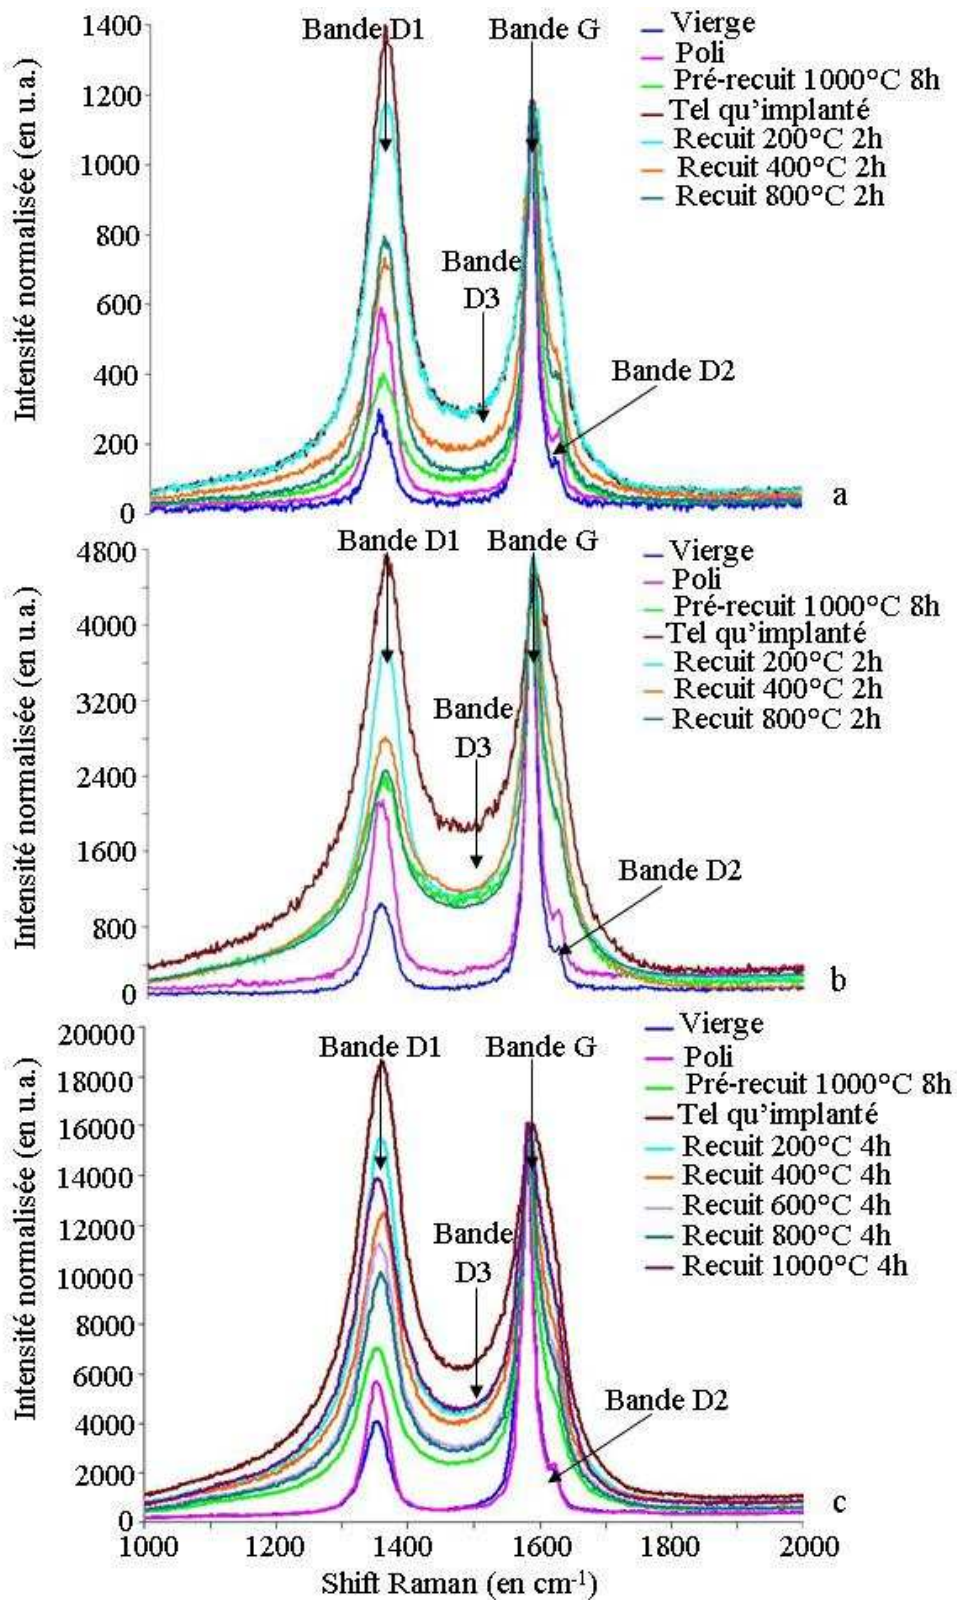 1400
1200
1000
800
600
400
200
0
Intensité normalisée (en u.a.)
Bande D1
Bande G
Bande
D3
Bande D2
Vierge
Poli
Pré-recuit 1000°C 8h
Tel qu'implanté
Recuit 200°C 2h
Recuit 400°C 2h
Recuit 800°C 2h
a
4800
4000
3200
2400
1600
800
0
Intensité normalisée (en u.a.)
Bande D1
Bande G
Bande
D3
Bande D2
Vierge
Poli
Pré-recuit 1000°C 8h
Tel qu'implanté
Recuit 200°C 2h
Recuit 400°C 2h
Recuit 800°C 2h
b
20000
18000
16000
14000
12000
10000
8000
6000
4000
2000
0
Intensité normalisée (en u.a.)
Bande D1
Bande G
Bande
D3
Bande D2
Vierge
Poli
Pré-recuit 1000°C 8h
Tel qu'implanté
Recuit 200°C 4h
Recuit 400°C 4h
Recuit 600°C 4h
Recuit 800°C 4h
Recuit 1000°C 4h
c
1000 1200 1400 1600 1800 2000
Shift Raman (en cm⁻¹)